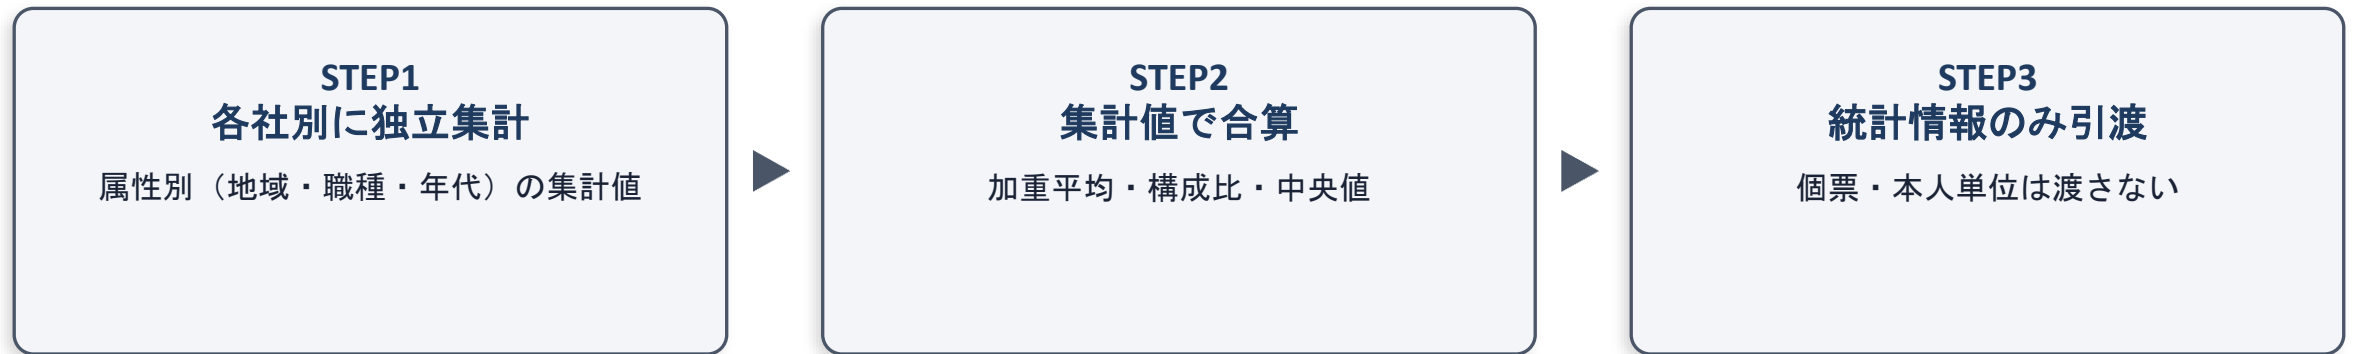 STEP1
各社別に独立集計
属性別（地域・職種・年代）の集計値
STEP2
集計値で合算
加重平均・構成比・中央値
STEP3
統計情報のみ引渡
個票・本人単位は渡さない